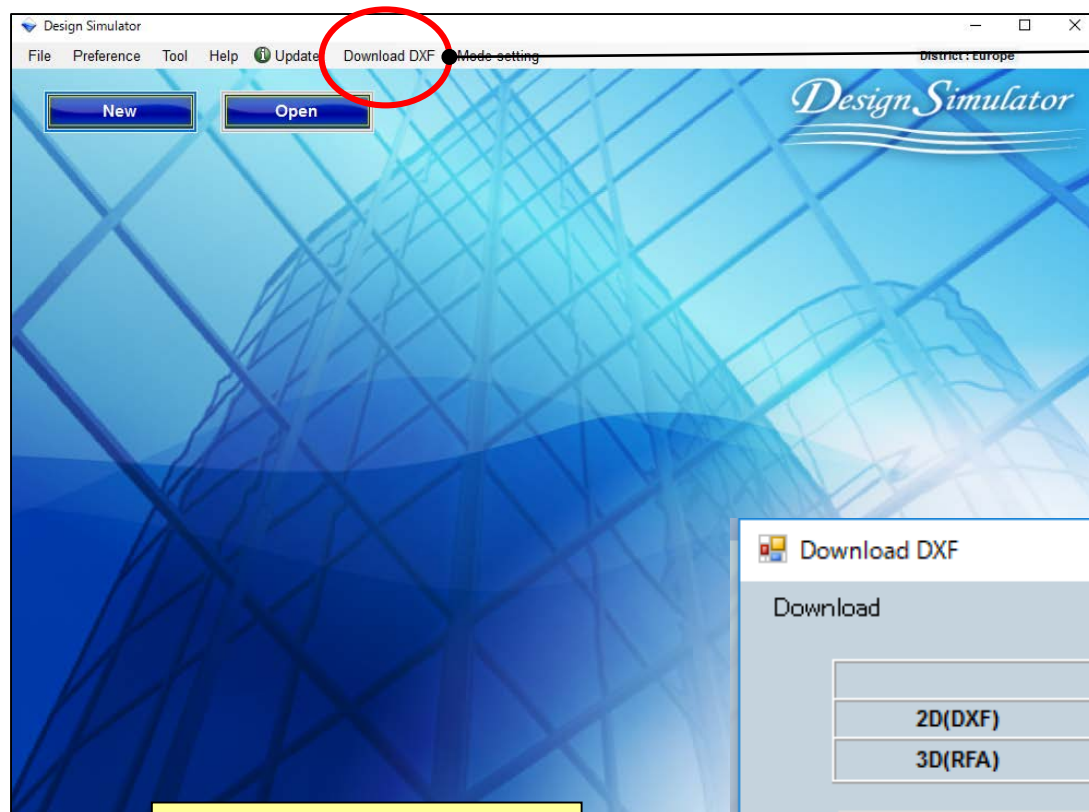 Design Simulator
File Preference Tool Help Update Download DXF Mode setting District : Europe
New Open
Design Simulator
Download DXF
Download
2D(DXF)
3D(RFA)